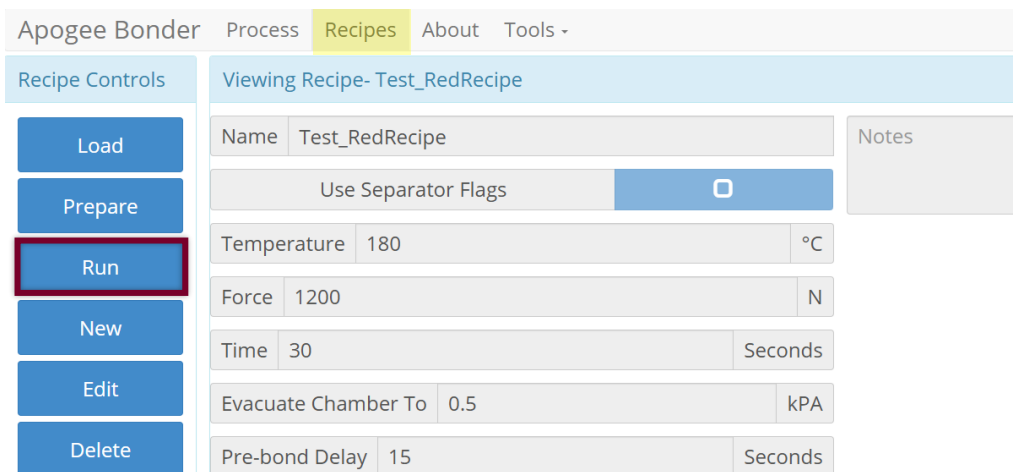 Apogee Bonder Process Recipes About Tools
Recipe Controls
Viewing Recipe- Test_RedRecipe
Load
Prepare
Run
New
Edit
Delete
Name Test_RedRecipe
Use Separator Flags
Temperature 180 °C
Force 1200 N
Time 30 Seconds
Evacuate Chamber To 0.5 kPA
Pre-bond Delay 15 Seconds
Notes